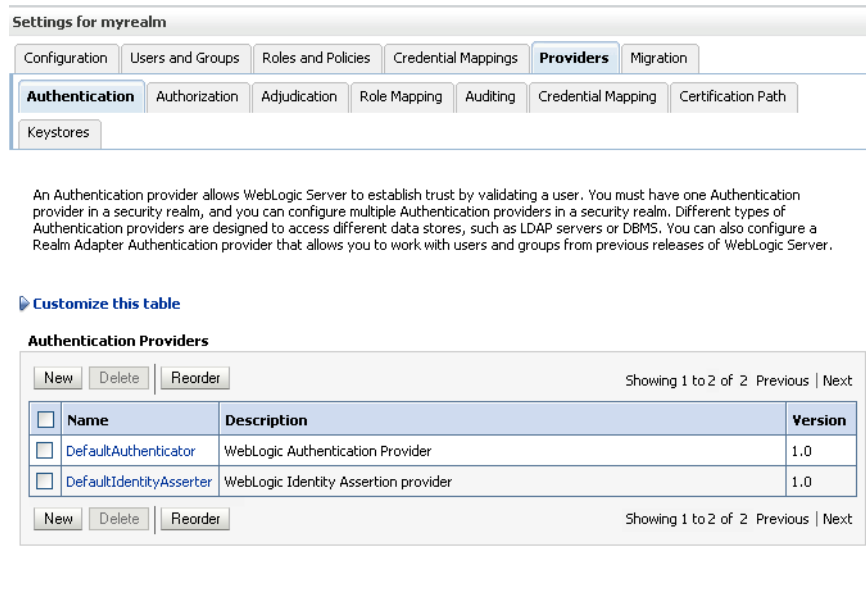 Settings for myrealm
Configuration Users and Groups Roles and Policies Credential Mappings Providers Migration
Authentication Authorization Adjudication Role Mapping Auditing Credential Mapping Certification Path
Keystores
An Authentication provider allows WebLogic Server to establish trust by validating a user. You must have one Authentication
provider in a security realm, and you can configure multiple Authentication providers in a security realm. Different types of
Authentication providers are designed to access different data stores, such as LDAP servers or DBMS. You can also configure a
Realm Adapter Authentication provider that allows you to work with users and groups from previous releases of WebLogic Server.
Customize this table
Authentication Providers
New Delete Reorder Showing 1 to 2 of 2 Previous | Next
Name Description Version
DefaultAuthenticator WebLogic Authentication Provider 1.0
DefaultIdentityAsserter WebLogic Identity Assertion provider 1.0
New Delete Reorder Showing 1 to 2 of 2 Previous | Next